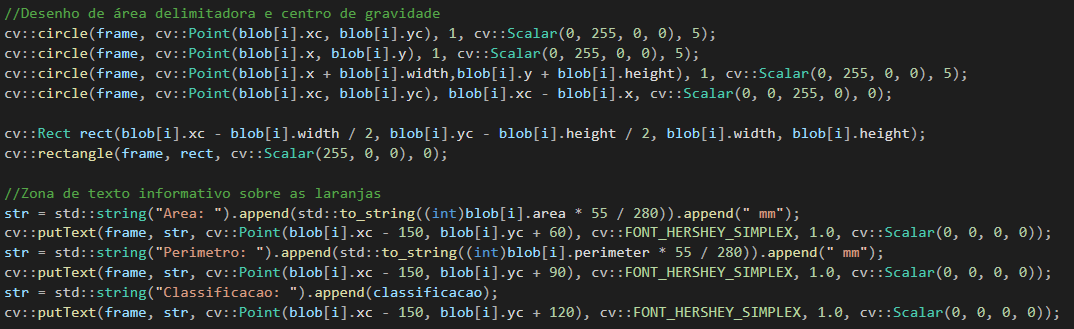 //Desenho de área delimitadora e centro de gravidade
cv::circle(frame, cv::Point(blob[i].xc, blob[i].yc), 1, cv::Scalar(0, 255, 0, 0), 5);
cv::circle(frame, cv::Point(blob[i].x, blob[i].y), 1, cv::Scalar(0, 255, 0, 0), 5);
cv::circle(frame, cv::Point(blob[i].x + blob[i].width,blob[i].y + blob[i].height), 1, cv::Scalar(0, 255, 0, 0), 5);
cv::circle(frame, cv::Point(blob[i].xc, blob[i].yc), blob[i].xc - blob[i].x, cv::Scalar(0, 0, 255, 0), 0);
cv::Rect rect(blob[i].xc - blob[i].width / 2, blob[i].yc - blob[i].height / 2, blob[i].width, blob[i].height);
cv::rectangle(frame, rect, cv::Scalar(255, 0, 0), 0);
//Zona de texto informativo sobre as laranjas
str = std::string("Area: ").append(std::to_string((int)blob[i].area * 55 / 280)).append(" mm");
cv::putText(frame, str, cv::Point(blob[i].xc - 150, blob[i].yc + 60), cv::FONT_HERSHEY_SIMPLEX, 1.0, cv::Scalar(0, 0, 0, 0));
str = std::string("Perimetro: ").append(std::to_string((int)blob[i].perimeter * 55 / 280)).append(" mm");
cv::putText(frame, str, cv::Point(blob[i].xc - 150, blob[i].yc + 90), cv::FONT_HERSHEY_SIMPLEX, 1.0, cv::Scalar(0, 0, 0, 0));
str = std::string("Classificacao: ").append(classificacao);
cv::putText(frame, str, cv::Point(blob[i].xc - 150, blob[i].yc + 120), cv::FONT_HERSHEY_SIMPLEX, 1.0, cv::Scalar(0, 0, 0, 0));